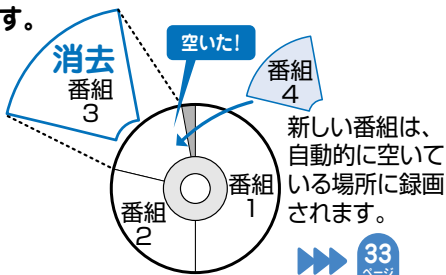 す。
消去
番組
3
空いた!
番組
4
新しい番組は、
自動的に空いて
いる場所に録画
されます。
番組
1
番組
2
33
ページ